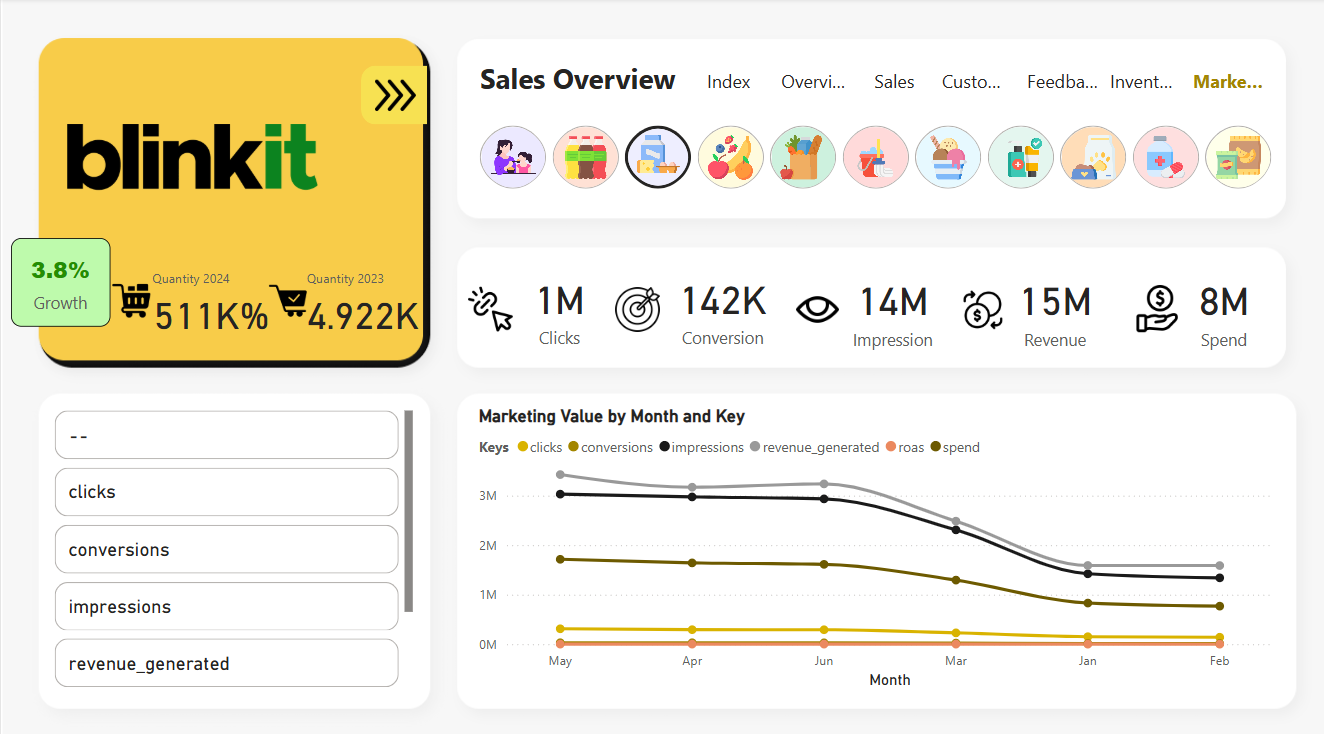 blinkit
3.8%
Growth
Quantity 2024
511K%
Quantity 2023
4.922K
Sales Overview
Index
Overvi...
Sales
Custo...
Feedba...
Invent...
Marke...
1M
Clicks
142K
Conversion
14M
Impression
15M
Revenue
8M
Spend
--
clicks
conversions
impressions
revenue_generated
Marketing Value by Month and Key
Keys clicks conversions impressions revenue_generated roas spend
3M
2M
1M
0M
May Apr Jun Mar Jan Feb
Month